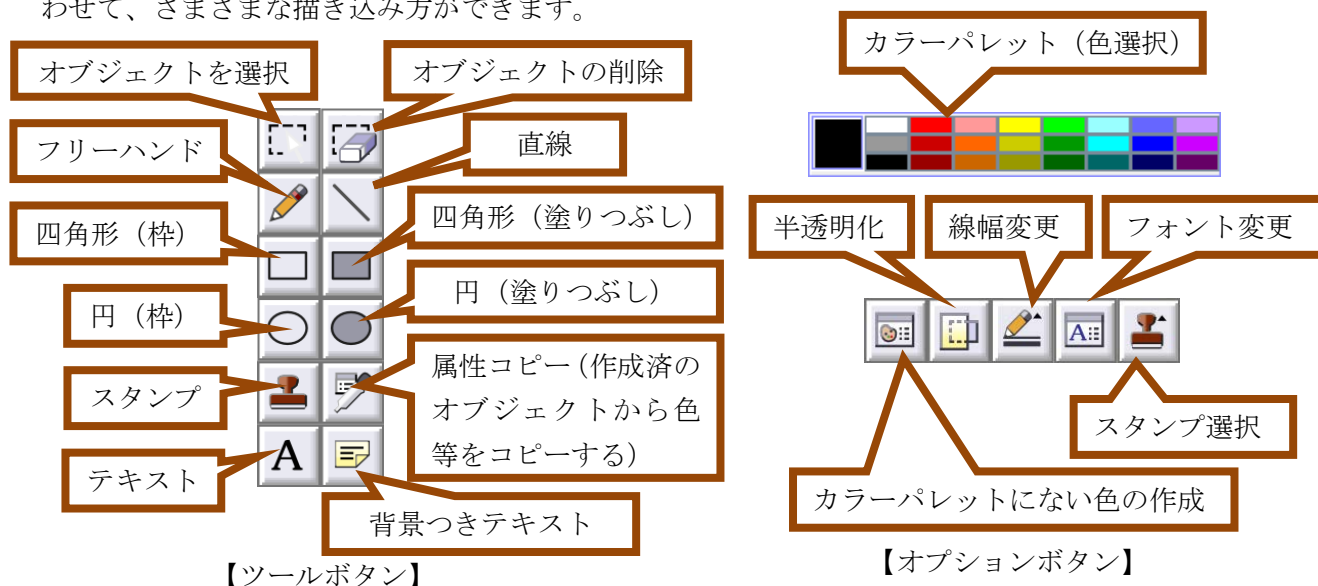 わせて、さまざまな描き込み方ができます。
オブジェクトを選択
オブジェクトの削除
フリーハンド
直線
四角形（枠）
四角形（塗りつぶし）
円（枠）
円（塗りつぶし）
スタンプ
属性コピー（作成済の
オブジェクトから色
等をコピーする）
テキスト
A
背景つきテキスト
【ツールボタン】
カラーパレット（色選択）
半透明化
線幅変更
フォント変更
A
スタンプ選択
カラーパレットにない色の作成
【オプションボタン】